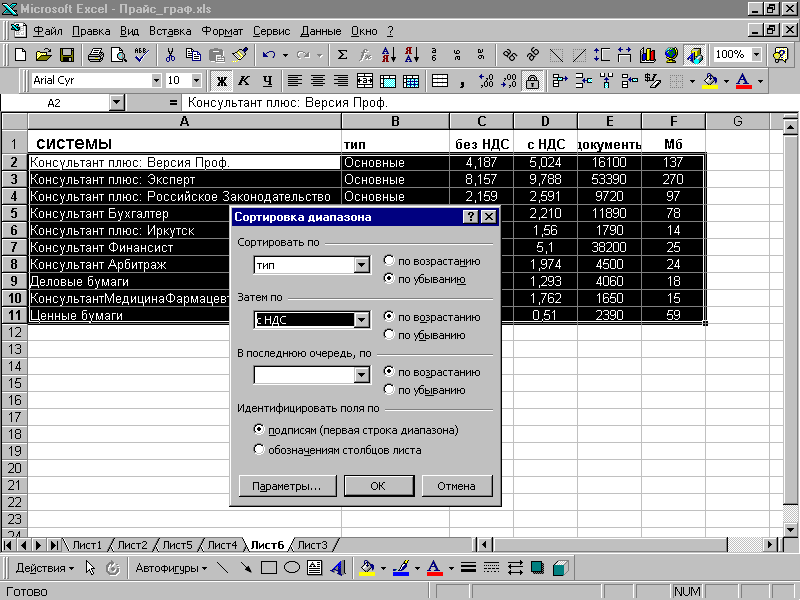 Microsoft Excel - Прайс_граф.xls
Файл Правка Вид Вставка Формат Сервис Данные Окно ?
100%
Arial Cyr 10 Ж К Ч
A2 = Консультант плюс: Версия Проф.
A B C D E F G
1 системы тип без НДС с НДС документы Мб
2 Консультант плюс: Версия Проф. Основные 4,187 5,024 16100 137
3 Консультант плюс: Эксперт Основные 8,157 9,788 53390 270
4 Консультант плюс: Российское Законодательство Основные 2,159 2,591 9720 97
5 Консультант Бухгалтер 2,210 11890 78
6 Консультант плюс: Иркутск 1,56 1790 14
7 Консультант Финансист 5,1 38200 25
8 Консультант Арбитраж 1,974 4500 24
9 Деловые бумаги 1,293 4060 18
10 КонсультантМедицинаФармацевт 1,762 1650 15
11 Ценные бумаги 0,51 2390 59
12
13
14
15
16
17
18
19
20
21
22
23
24
Сортировка диапазона
Сортировать по
тип
по возрастанию
по убыванию
Затем по
с НДС
по возрастанию
по убыванию
В последнюю очередь, по
по возрастанию
по убыванию
Идентифицировать поля по
подписям (первая строка диапазона)
обозначениям столбцов листа
Параметры... ОК Отмена
Лист1 Лист2 Лист5 Лист4 Лист6 Лист3
Действия Автофигуры
Готово NUM